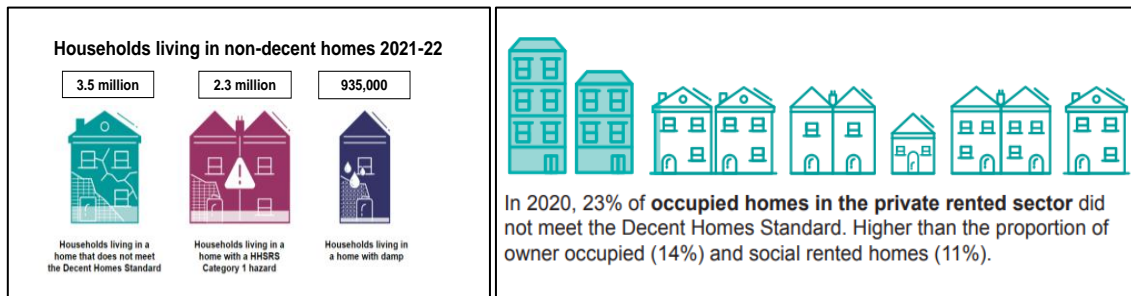 Households living in non-decent homes 2021-22
3.5 million
2.3 million
935,000
Households living in a
home that does not meet
the Decent Homes Standard
Households living in a
home with a HHSRS
Category 1 hazard
Households living in
a home with damp
In 2020, 23% of occupied homes in the private rented sector did
not meet the Decent Homes Standard. Higher than the proportion of
owner occupied (14%) and social rented homes (11%).